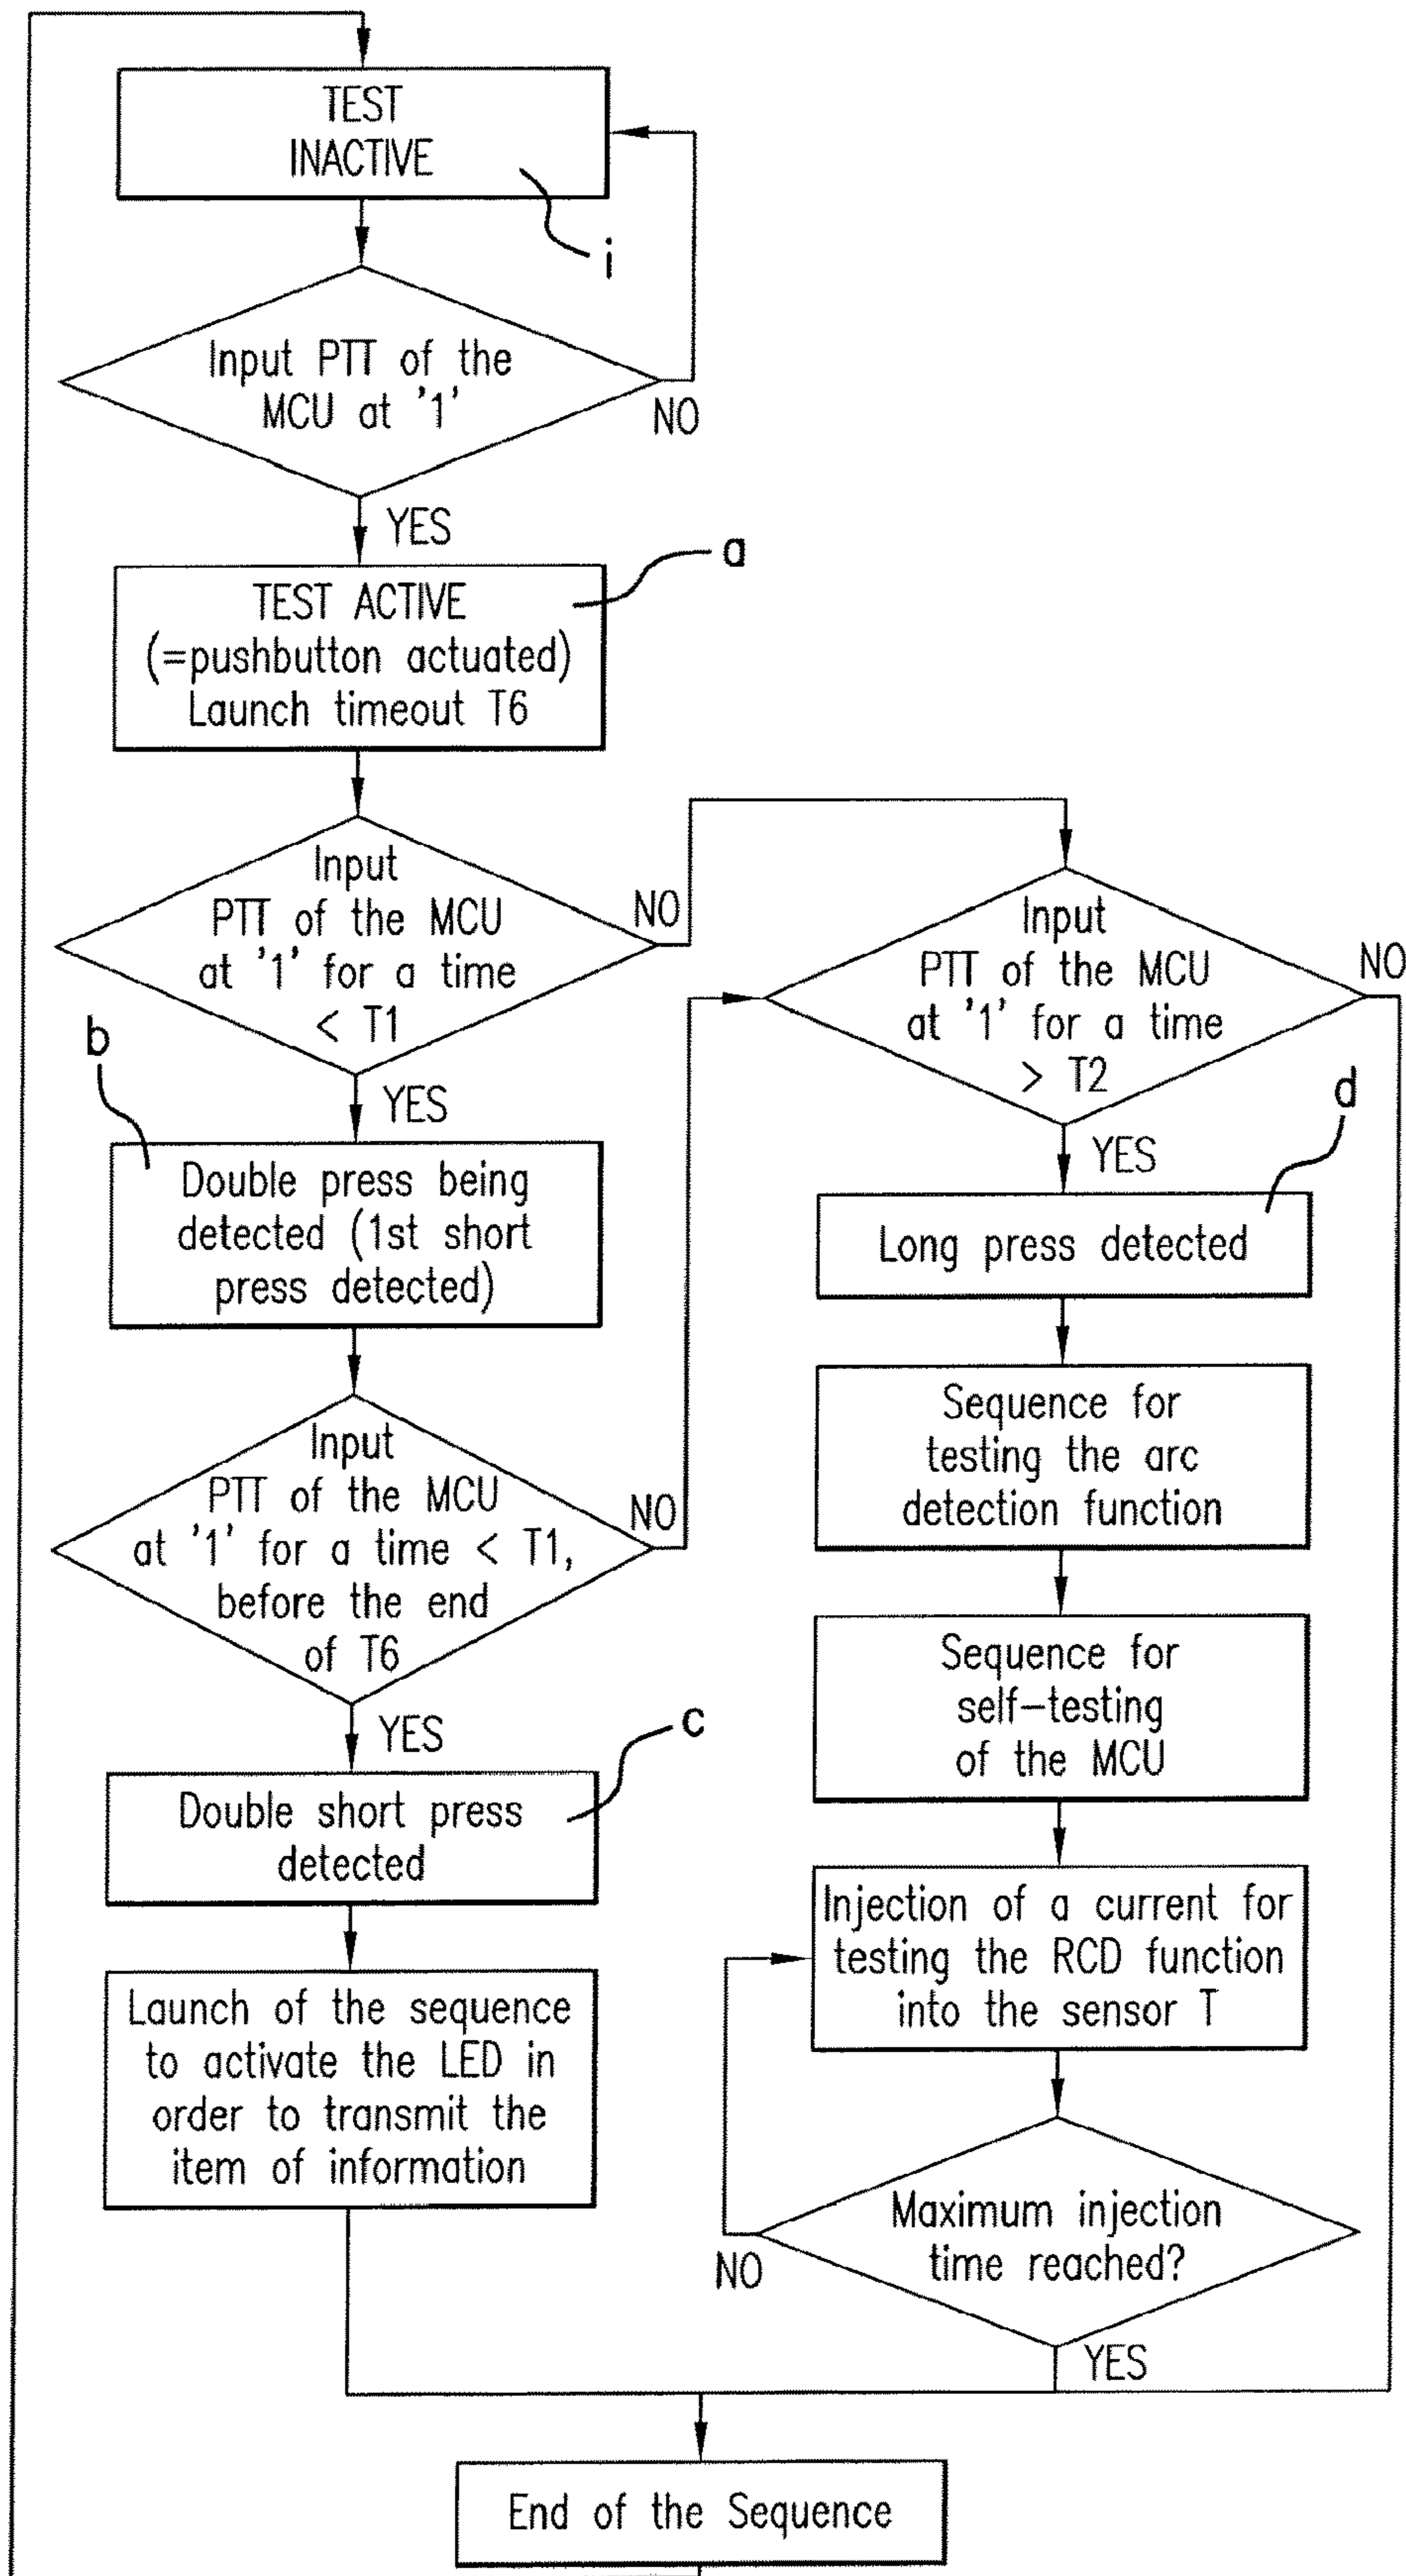 TEST
INACTIVE
i
Input PTT of the
MCU at '1'
NO
YES
a
TEST ACTIVE
(=pushbutton actuated)
Launch timeout T6
Input
PTT of the MCU
at '1' for a time
< T1
NO
YES
b
Double press being
detected (1st short
press detected)
Input
PTT of the MCU
at '1' for a time < T1,
before the end
of T6
NO
YES
c
Double short press
detected
Launch of the sequence
to activate the LED in
order to transmit the
item of information
Input
PTT of the MCU
at '1' for a time
> T2
NO
YES
d
Long press detected
Sequence for
testing the arc
detection function
Sequence for
self-testing
of the MCU
Injection of a current for
testing the RCD function
into the sensor T
Maximum injection
time reached?
NO
YES
End of the Sequence